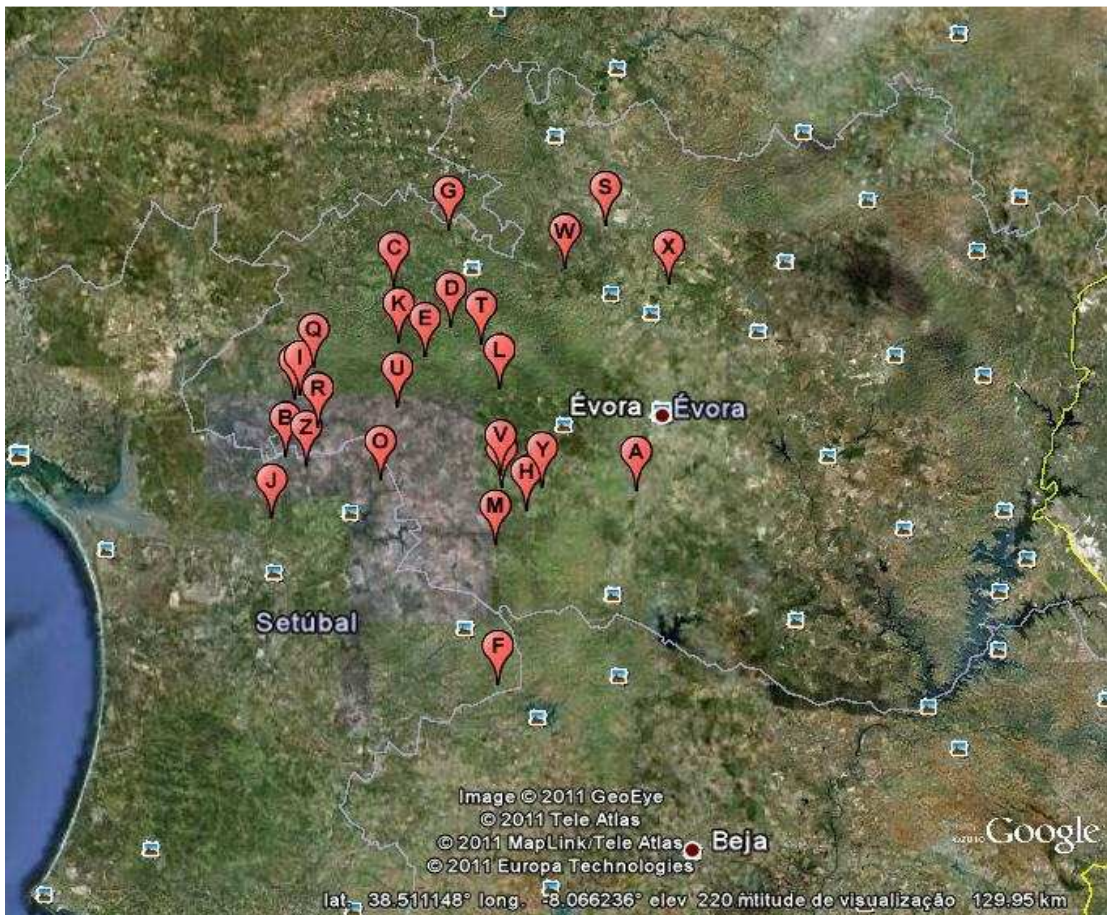 S
G
W
X
C
D
T
K
E
Q
L
I
U
R
Évora Évora
B
Z
V
O
Y
A
H
J
M
Setúbal
F
Image © 2011 GeoEye
© 2011 Tele Atlas
© 2011 MapLink/Tele Atlas
© 2011 Europa Technologies
Beja
Google
lat. 38.511148° long. -8.066236° elev 220 m altitude de visualização 129.95 km